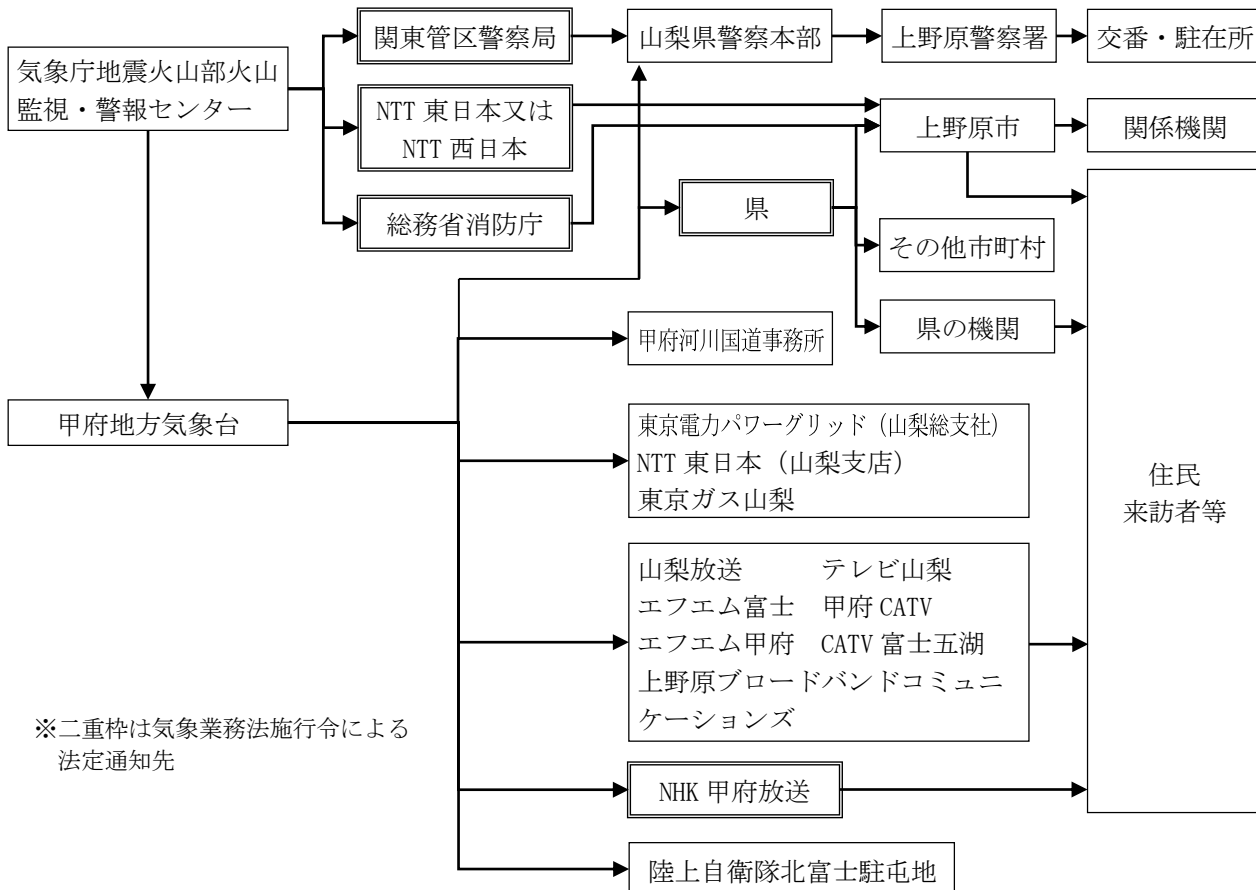 関東管区警察局
山梨県警察本部
上野原警察署
交番・駐在所
気象庁地震火山部火山
監視・警報センター
NTT 東日本又は
NTT 西日本
上野原市
関係機関
総務省消防庁
県
その他市町村
県の機関
甲府河川国道事務所
甲府地方気象台
東京電力パワーグリッド（山梨総支社）
NTT 東日本（山梨支店）
東京ガス山梨
住民
来訪者等
山梨放送　　　テレビ山梨
エフエム富士　甲府 CATV
エフエム甲府　CATV 富士五湖
上野原ブロードバンドコミュニ
ケーションズ
※二重枠は気象業務法施行令による
法定通知先
NHK 甲府放送
陸上自衛隊北富士駐屯地